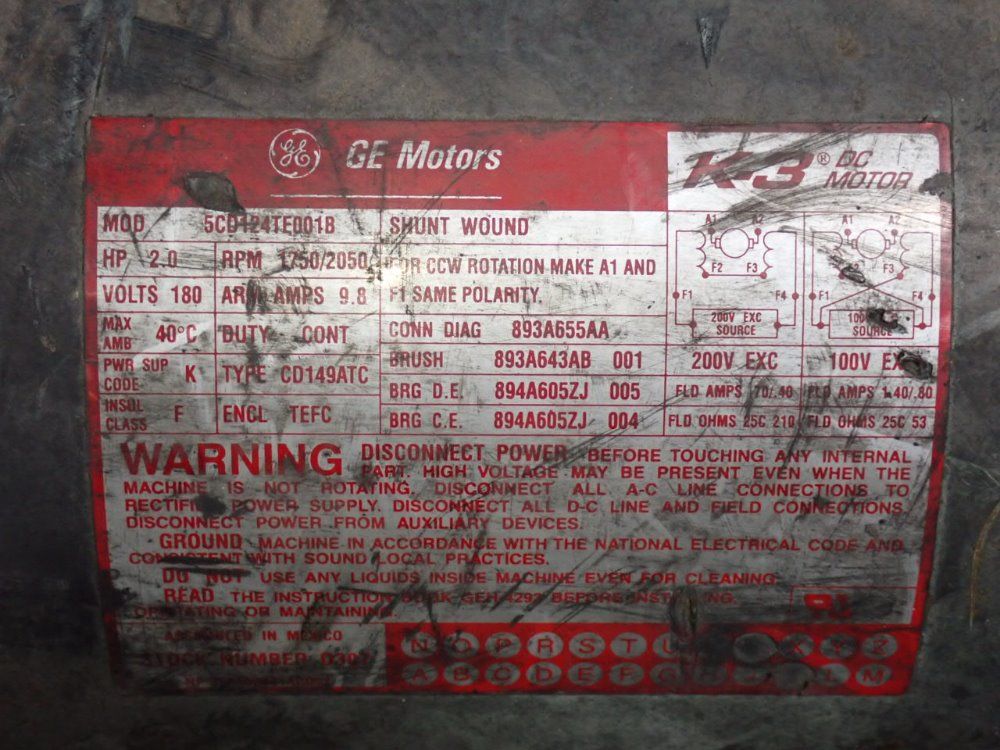 GE GE Motors K-3® DC MOTOR
MOD 5CD124TE001B SHUNT WOUND
HP 2.0 RPM 1750/2050 FOR CCW ROTATION MAKE A1 AND
VOLTS 180 ARM AMPS 9.8 F1 SAME POLARITY.
MAX AMB 40°C DUTY CONT CONN DIAG 893A655AA
PWR SUP CODE K TYPE CD149ATC BRUSH 893A643AB 001
INSUL CLASS F ENCL TEFC BRG D.E. 894A605ZJ 005
BRG C.E. 894A605ZJ 004
A1 A2 A1 A2
F2 F3 F3
F1 F4 F1 F4
200V EXC SOURCE SOURCE
200V EXC 100V
FLD AMPS .70/.40 FLD AMPS 1.40/.80
FLD OHMS 25C 210 FLD OHMS 25C 53
WARNING DISCONNECT POWER BEFORE TOUCHING ANY INTERNAL
PART. HIGH VOLTAGE MAY BE PRESENT EVEN WHEN THE
MACHINE IS NOT ROTATING. DISCONNECT ALL A-C LINE CONNECTIONS TO
POWER SUPPLY. DISCONNECT ALL D-C LINE AND FIELD CONNECTIONS.
DISCONNECT POWER FROM AUXILIARY DEVICES.
GROUND MACHINE IN ACCORDANCE WITH THE NATIONAL ELECTRICAL CODE AND
CONSISTENT WITH SOUND LOCAL PRACTICES.
DO NOT USE ANY LIQUIDS INSIDE MACHINE EVEN FOR CLEANING.
READ THE INSTRUCTION BOOK GEH-4292 BEFORE INSTALLING,
OPERATING OR MAINTAINING.
ASSEMBLED IN MEXICO
STOCK NUMBER
N O P R S T U X Y Z
A B C D E F G L M